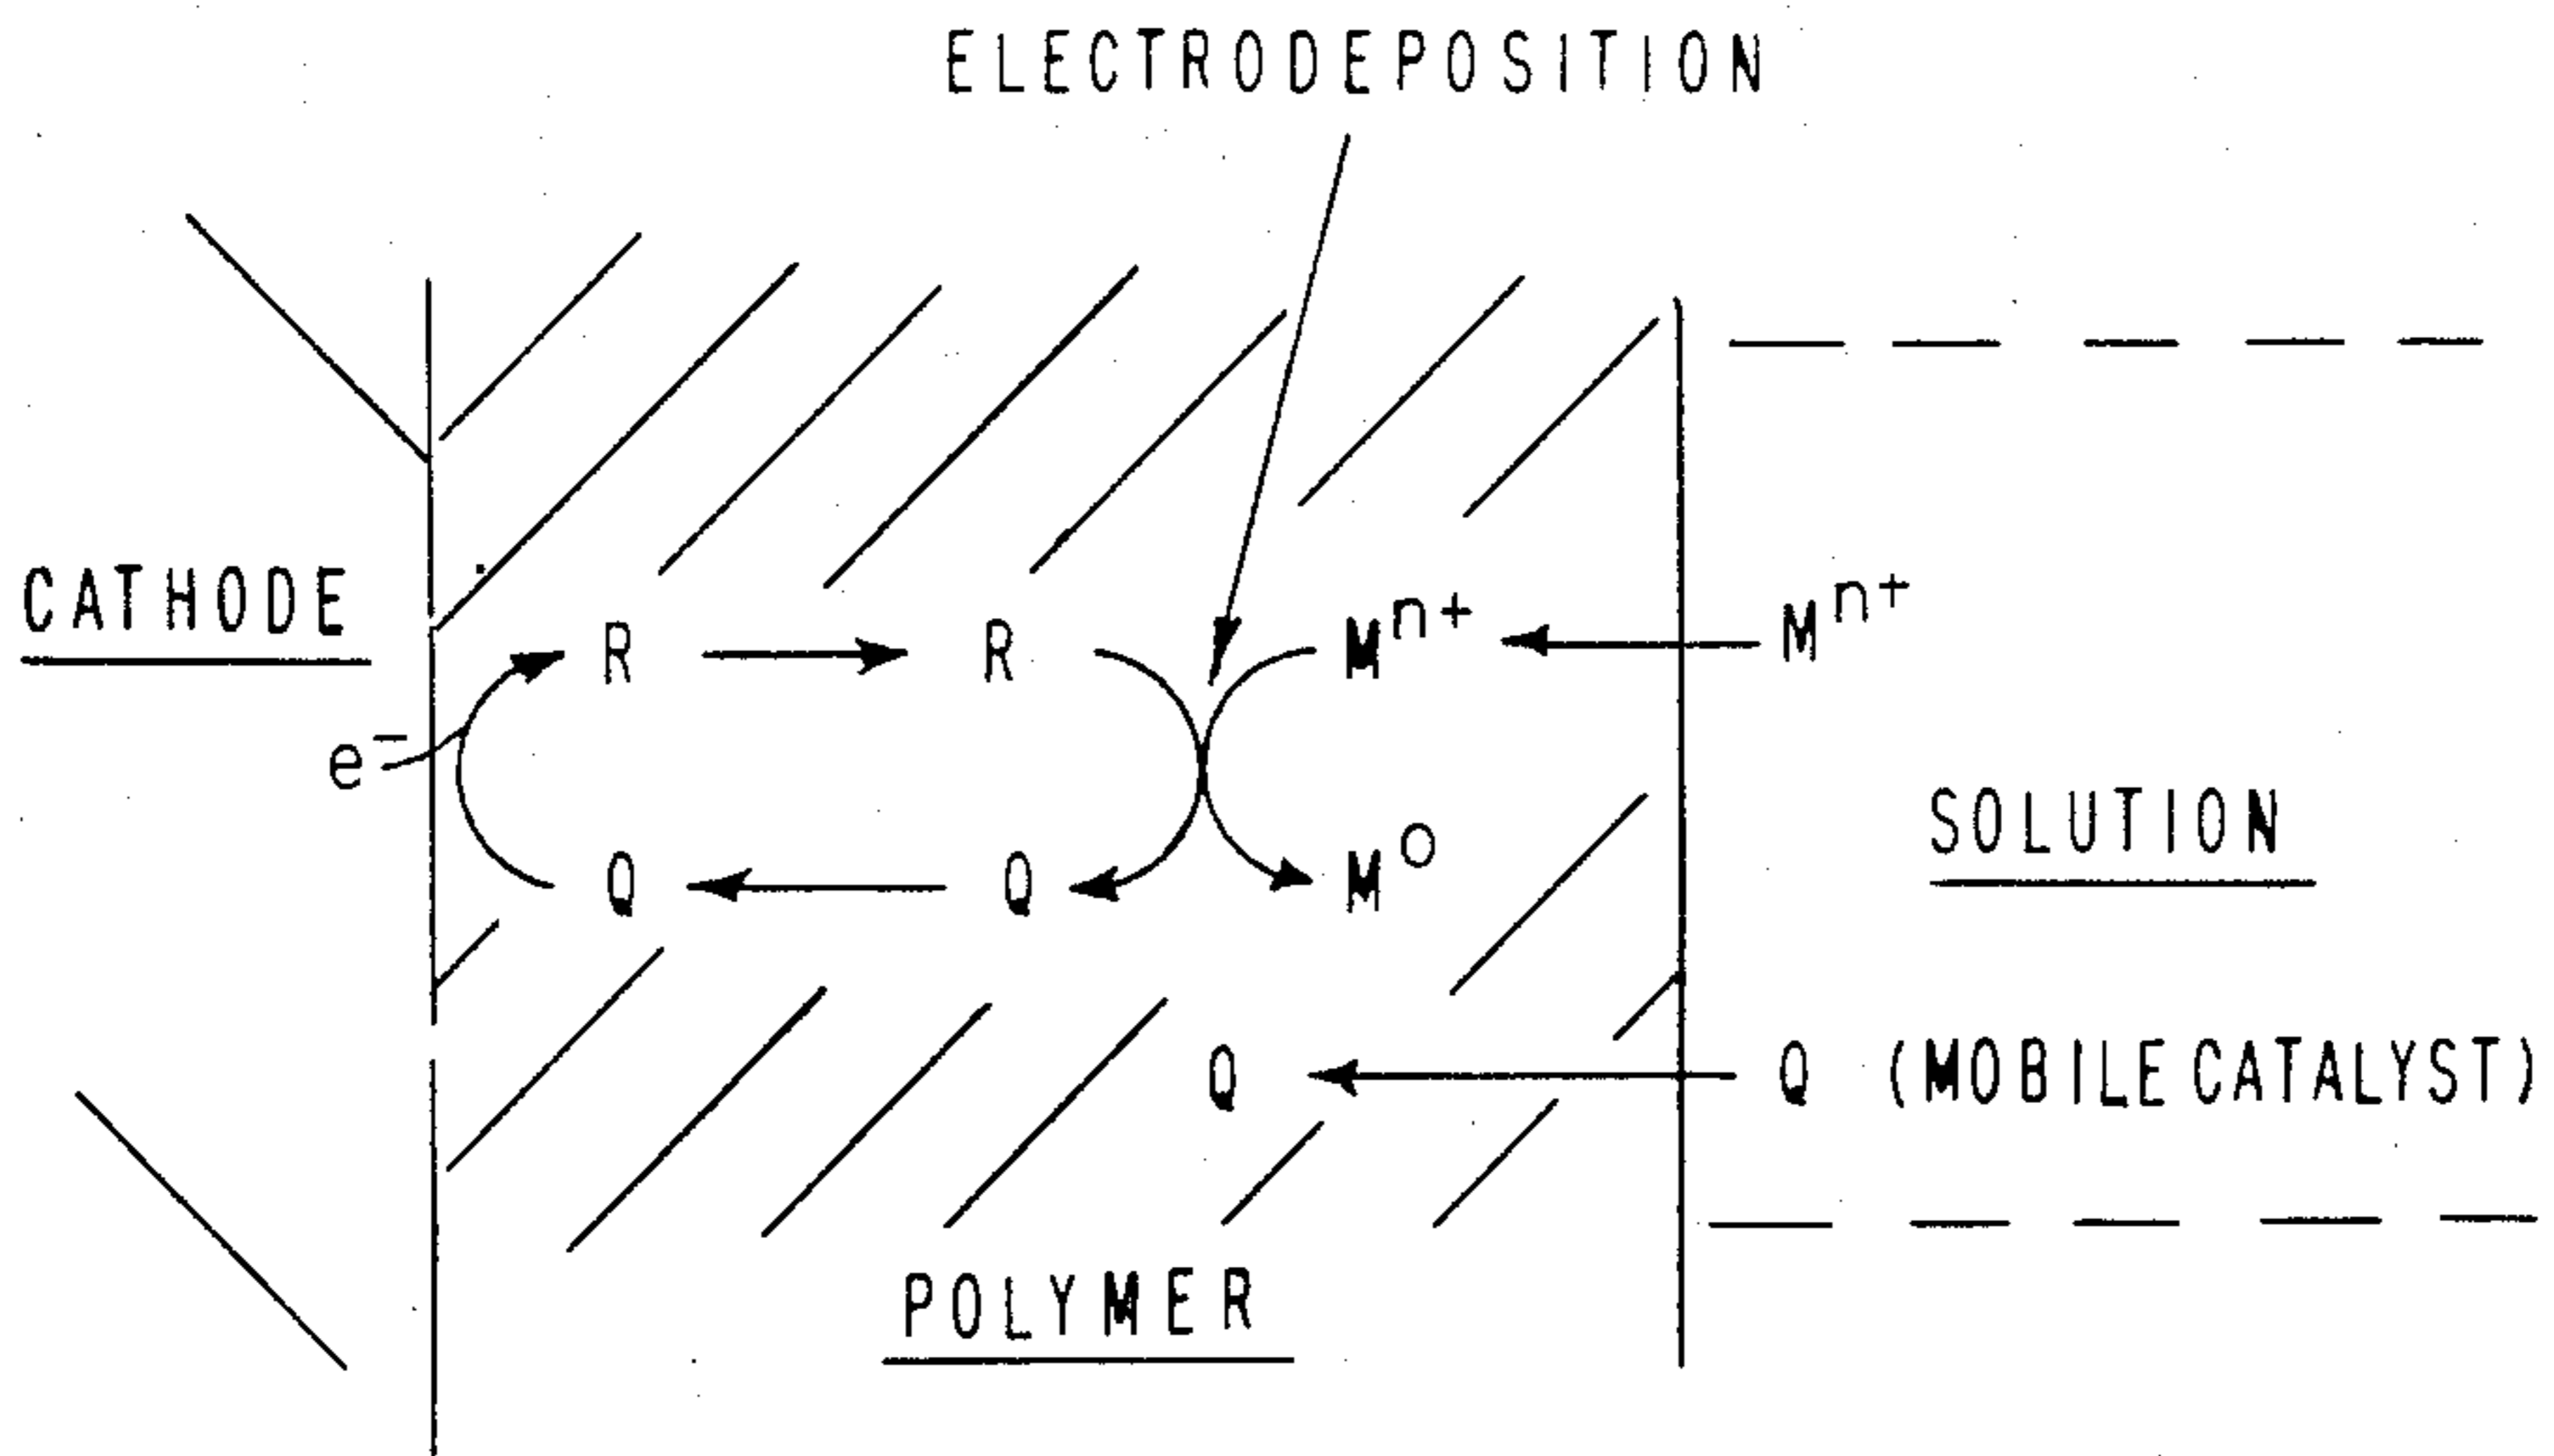 ELECTRODEPOSITION
CATHODE
R R Mⁿ⁺ Mⁿ⁺
e⁻
Q Q M⁰
SOLUTION
Q Q (MOBILE CATALYST)
POLYMER